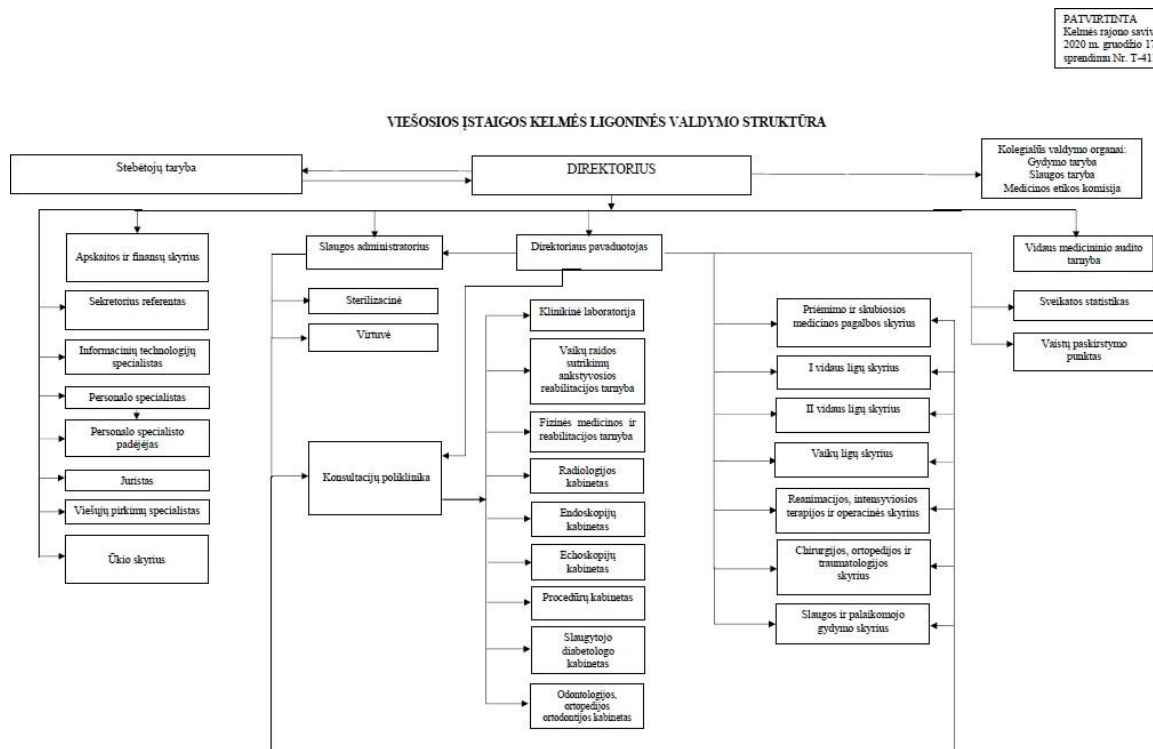 PATVIRTINTA
Kelmės rajono
2020 m. gruodžio 17
sprendimu Nr. T-41
VIEŠOSIOS ĮSTAIGOS KELMĖS LIGONINĖS VALDYMO STRUKTŪRA
Stebėtojų taryba
DIREKTORIUS
Kolegialūs valdymo organai:
Gydymo taryba
Slaugos taryba
Medicinos etikos komisija
Apskaitos ir finansų skyrius
Slaugos administratorius
Direktoriaus pavaduotojas
Vidaus medicininio audito
tarnyba
Sekretorius referentas
Informacinių technologijų
specialistas
Personalo specialistas
Personalo specialisto
padėjėjas
Juristas
Viešųjų pirkimų specialistas
Ūkio skyrius
Sterilizacinė
Virtuvė
Konsultacijų poliklinika
Klinikinė laboratorija
Vaikų raidos
sutrikimų
ankstyvosios
reabilitacijos tarnyba
Fizinės medicinos ir
reabilitacijos tarnyba
Radiologijos
kabinetas
Endoskopijų
kabinetas
Echoskopijų
kabinetas
Procedūrų kabinetas
Slaugytojo
diabetologo
kabinetas
Odontologijos,
ortopedijos
ortodontijos kabinetas
Priėmimo ir skubiosios
medicinos pagalbos skyrius
I vidaus ligų skyrius
II vidaus ligų skyrius
Vaikų ligų skyrius
Reanimacijos, intensyviosios
terapijos ir operacinės skyrius
Chirurgijos, ortopedijos ir
traumatologijos
skyrius
Slaugos ir palaikomojo
gydymo skyrius
Sveikatos statistikas
Vaistų paskirstymo
punktas